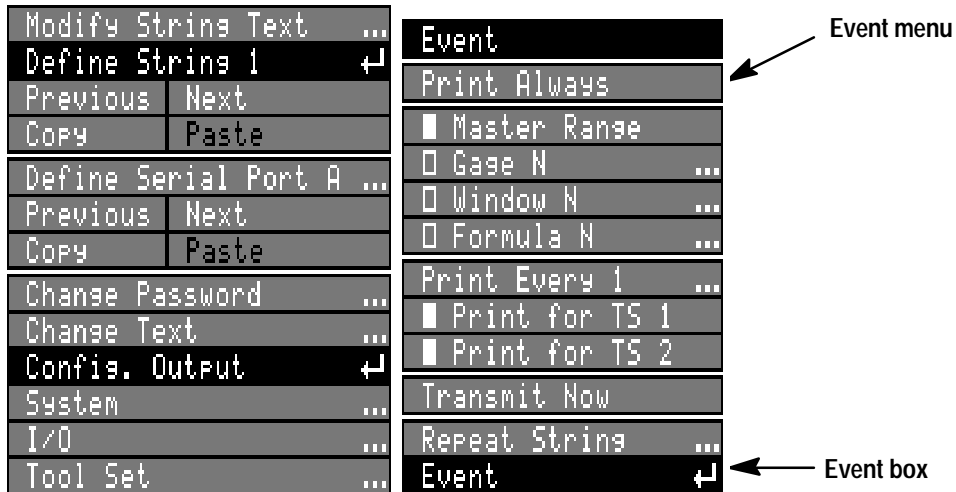 Modify String Text ...
Define String 1 ↵
Previous Next
Copy Paste
Define Serial Port A ...
Previous Next
Copy Paste
Change Password ...
Change Text ...
Config. Output ↵
System ...
I/O ...
Tool Set ...
Event
Print Always
Master Range
Gage N ...
Window N ...
Formula N ...
Print Every 1 ...
Print for TS 1
Print for TS 2
Transmit Now
Repeat String ...
Event ↵
Event menu
Event box